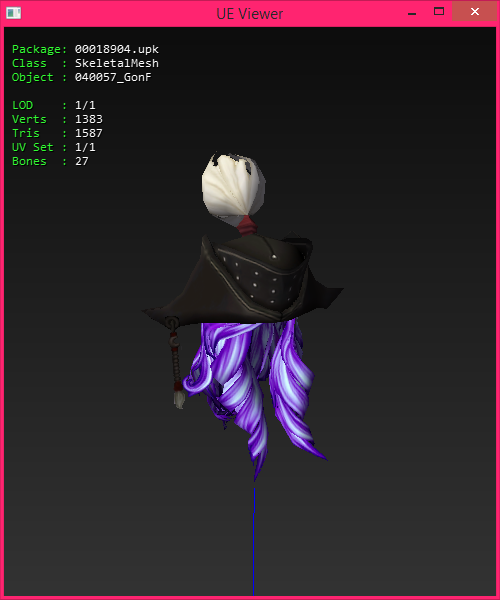 UE Viewer
Package: 00018904.upk
Class : SkeletalMesh
Object : 040057_GonF
LOD : 1/1
Verts : 1383
Tris : 1587
UV Set : 1/1
Bones : 27